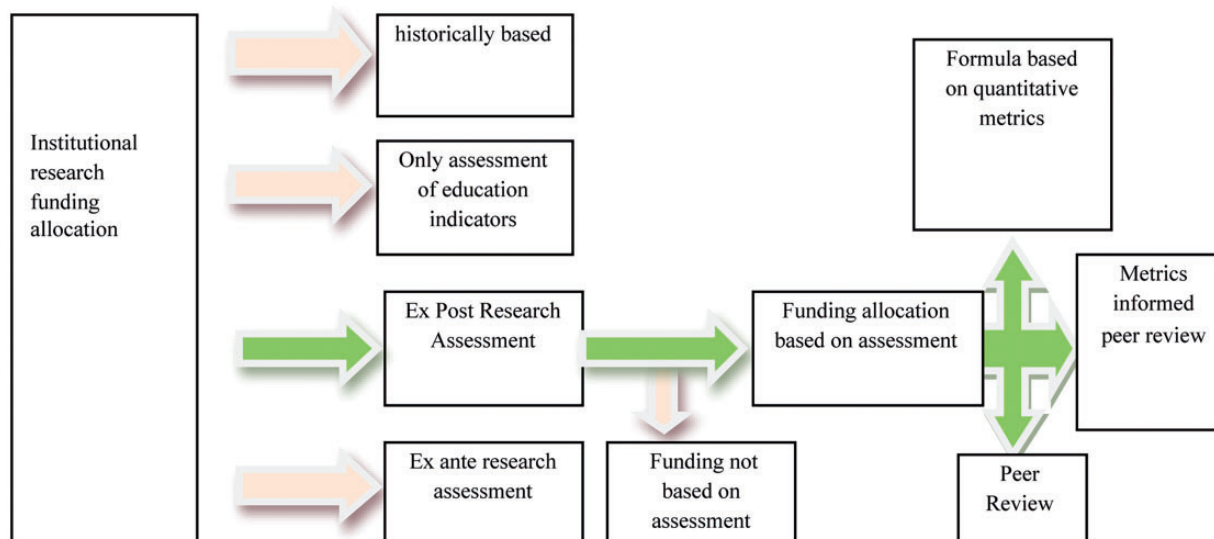 Institutional
research
funding
allocation
historically based
Only assessment
of education
indicators
Ex Post Research
Assessment
Ex ante research
assessment
Funding not
based on
assessment
Funding allocation
based on assessment
Formula based
on quantitative
metrics
Metrics
informed
peer review
Peer
Review